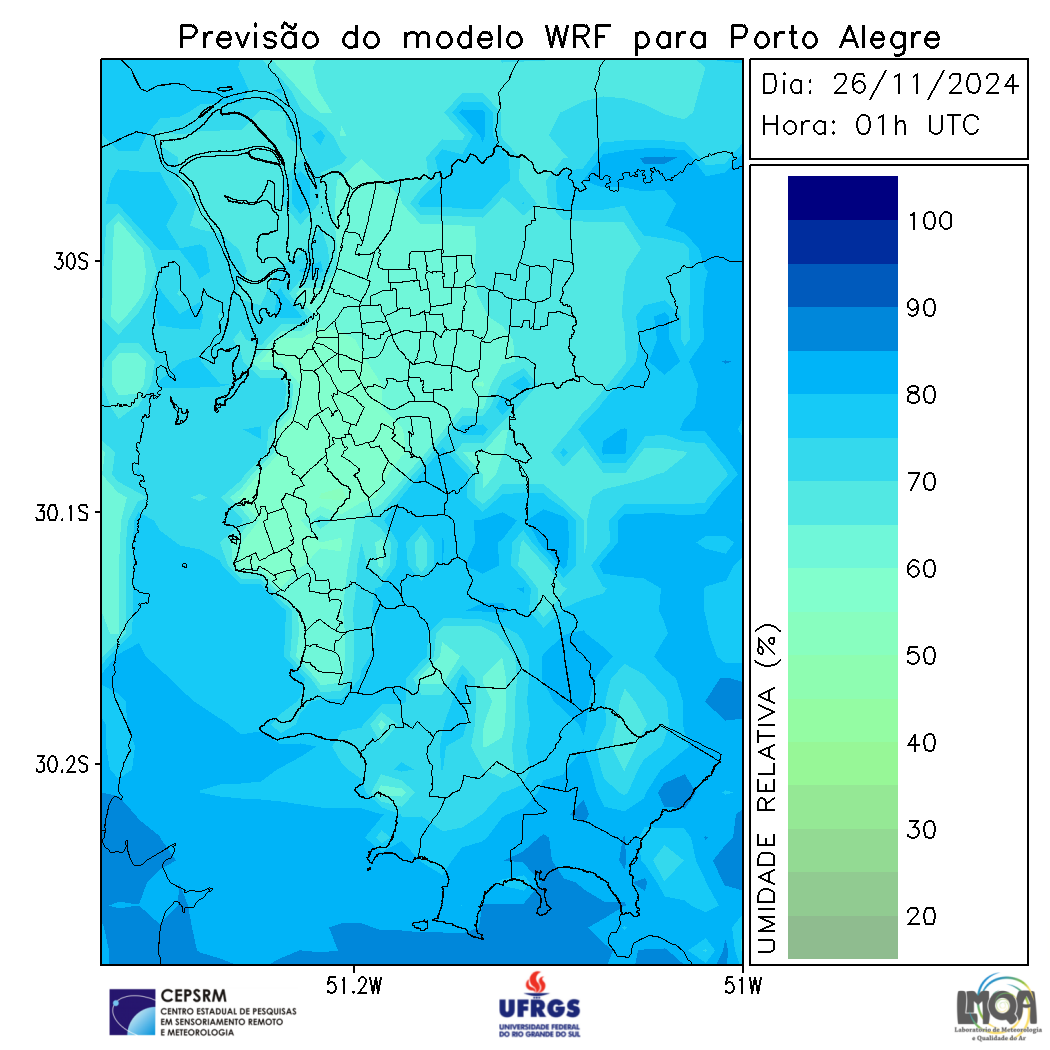 Previsão do modelo WRF para Porto Alegre
Dia: 26/11/2024
Hora: 01h UTC
100
90
80
70
60
50
40
30
20
UMIDADE RELATIVA (%)
30S
30.1S
30.2S
51.2W
51W
CEPSRM
CENTRO ESTADUAL DE PESQUISAS
EM SENSORIAMENTO REMOTO
E METEOROLOGIA
UFRGS
UNIVERSIDADE FEDERAL
DO RIO GRANDE DO SUL
LMQA
Laboratório de Meteorologia
e Qualidade do Ar